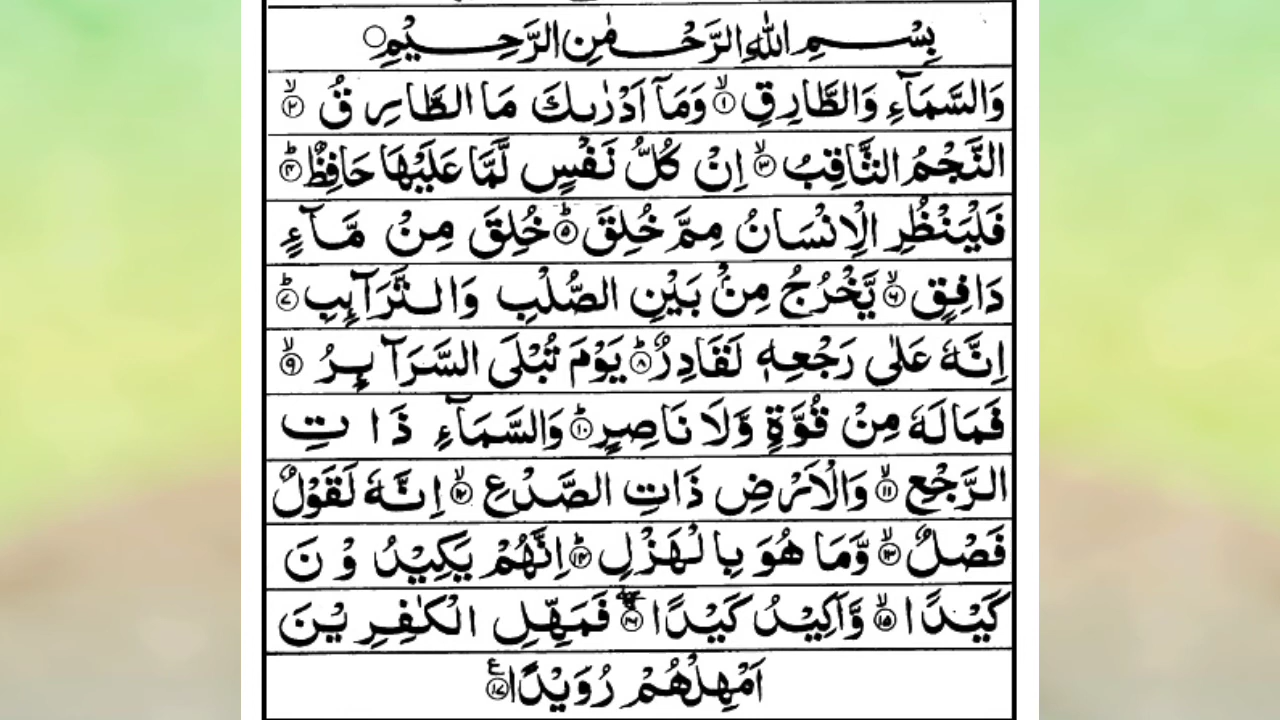 بِسْمِ اللّٰهِ الرَّحْمٰنِ الرَّحِيْمِ ○
وَالسَّمَآءِ وَالطَّارِقِ ۙ﴿۱﴾ وَمَاۤ اَدْرٰىكَ مَا الطَّارِقُ ۙ﴿۲﴾
النَّجْمُ الثَّاقِبُ ۙ﴿۳﴾ اِنْ كُلُّ نَفْسٍ لَّمَّا عَلَيْهَا حَافِظٌ ؕ﴿۴﴾
فَلْيَنْظُرِ الْاِنْسَانُ مِمَّ خُلِقَ ؕ﴿۵﴾ خُلِقَ مِنْ مَّآءٍ
دَافِقٍ ۙ﴿۶﴾ يَّخْرُجُ مِنْۢ بَيْنِ الصُّلْبِ وَالتَّرَآئِبِ ؕ﴿۷﴾
اِنَّهٗ عَلٰى رَجْعِهٖ لَقَادِرٌ ؕ﴿۸﴾ يَوْمَ تُبْلَى السَّرَآئِرُ ۙ﴿۹﴾
فَمَا لَهٗ مِنْ قُوَّةٍ وَّلَا نَاصِرٍ ؕ﴿۱۰﴾ وَالسَّمَآءِ ذَاتِ
الرَّجْعِ ۙ﴿۱۱﴾ وَالْاَرْضِ ذَاتِ الصَّدْعِ ۙ﴿۱۲﴾ اِنَّهٗ لَقَوْلٌ
فَصْلٌ ۙ﴿۱۳﴾ وَّمَا هُوَ بِالْهَزْلِ ؕ﴿۱۴﴾ اِنَّهُمْ يَكِيْدُوْنَ
كَيْدًا ۙ﴿۱۵﴾ وَّاَكِيْدُ كَيْدًا ﴿۱۶﴾ فَمَهِّلِ الْكٰفِرِيْنَ
اَمْهِلْهُمْ رُوَيْدًا ﴿۱۷﴾